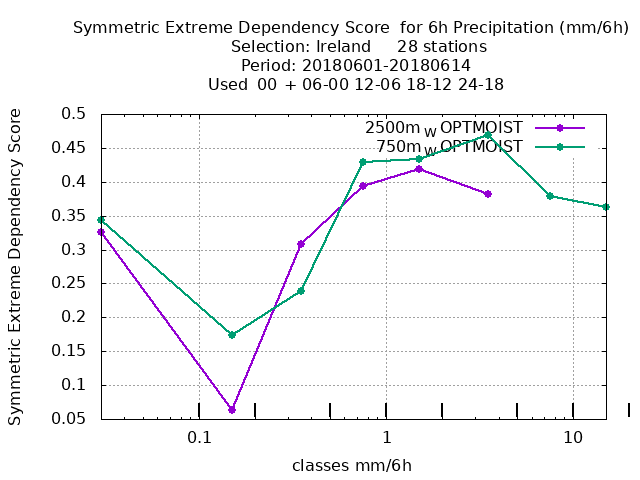 Symmetric Extreme Dependency Score  for 6h Precipitation (mm/6h)
Selection: Ireland     28 stations
Period: 20180601-20180614
Used  00 + 06-00 12-06 18-12 24-18
Symmetric Extreme Dependency Score
0.5
0.45
0.4
0.35
0.3
0.25
0.2
0.15
0.1
0.05
2500m W OPTMOIST
750m W OPTMOIST
0.1 1 10
classes mm/6h